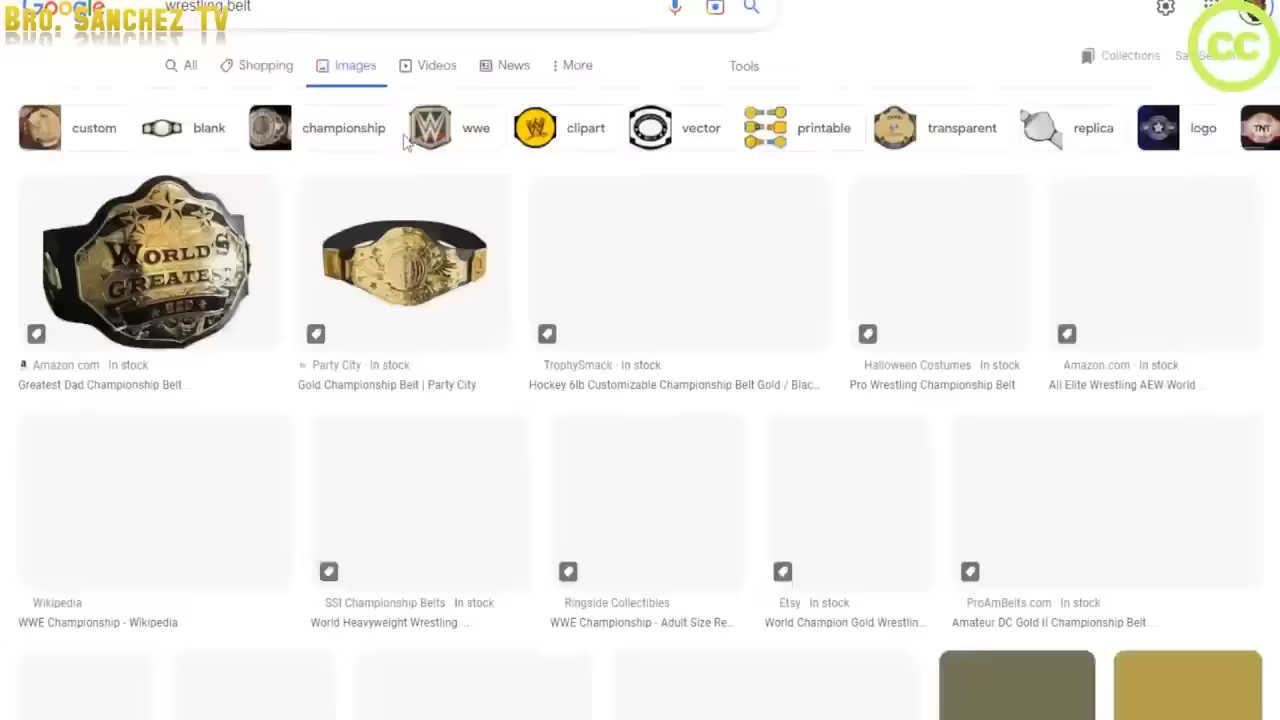 Google
wrestling belt
BRO. SANCHEZ TV
CC
All
Shopping
Images
Videos
News
More
Tools
Collections
custom
blank
championship
wwe
clipart
vector
printable
transparent
replica
logo
TNT
WORLD'S
GREATEST
DAD
Amazon.com · In stock
Greatest Dad Championship Belt ...
Party City · In stock
Gold Championship Belt | Party City
TrophySmack · In stock
Hockey 6lb Customizable Championship Belt Gold / Blac...
Halloween Costumes · In stock
Pro Wrestling Championship Belt
Amazon.com · In stock
All Elite Wrestling AEW World ...
Wikipedia
WWE Championship - Wikipedia
SSI Championship Belts · In stock
World Heavyweight Wrestling ...
Ringside Collectibles
WWE Championship - Adult Size Re...
Etsy · In stock
World Champion Gold Wrestlin...
ProAmBelts.com · In stock
Amateur DC Gold II Championship Belt ...